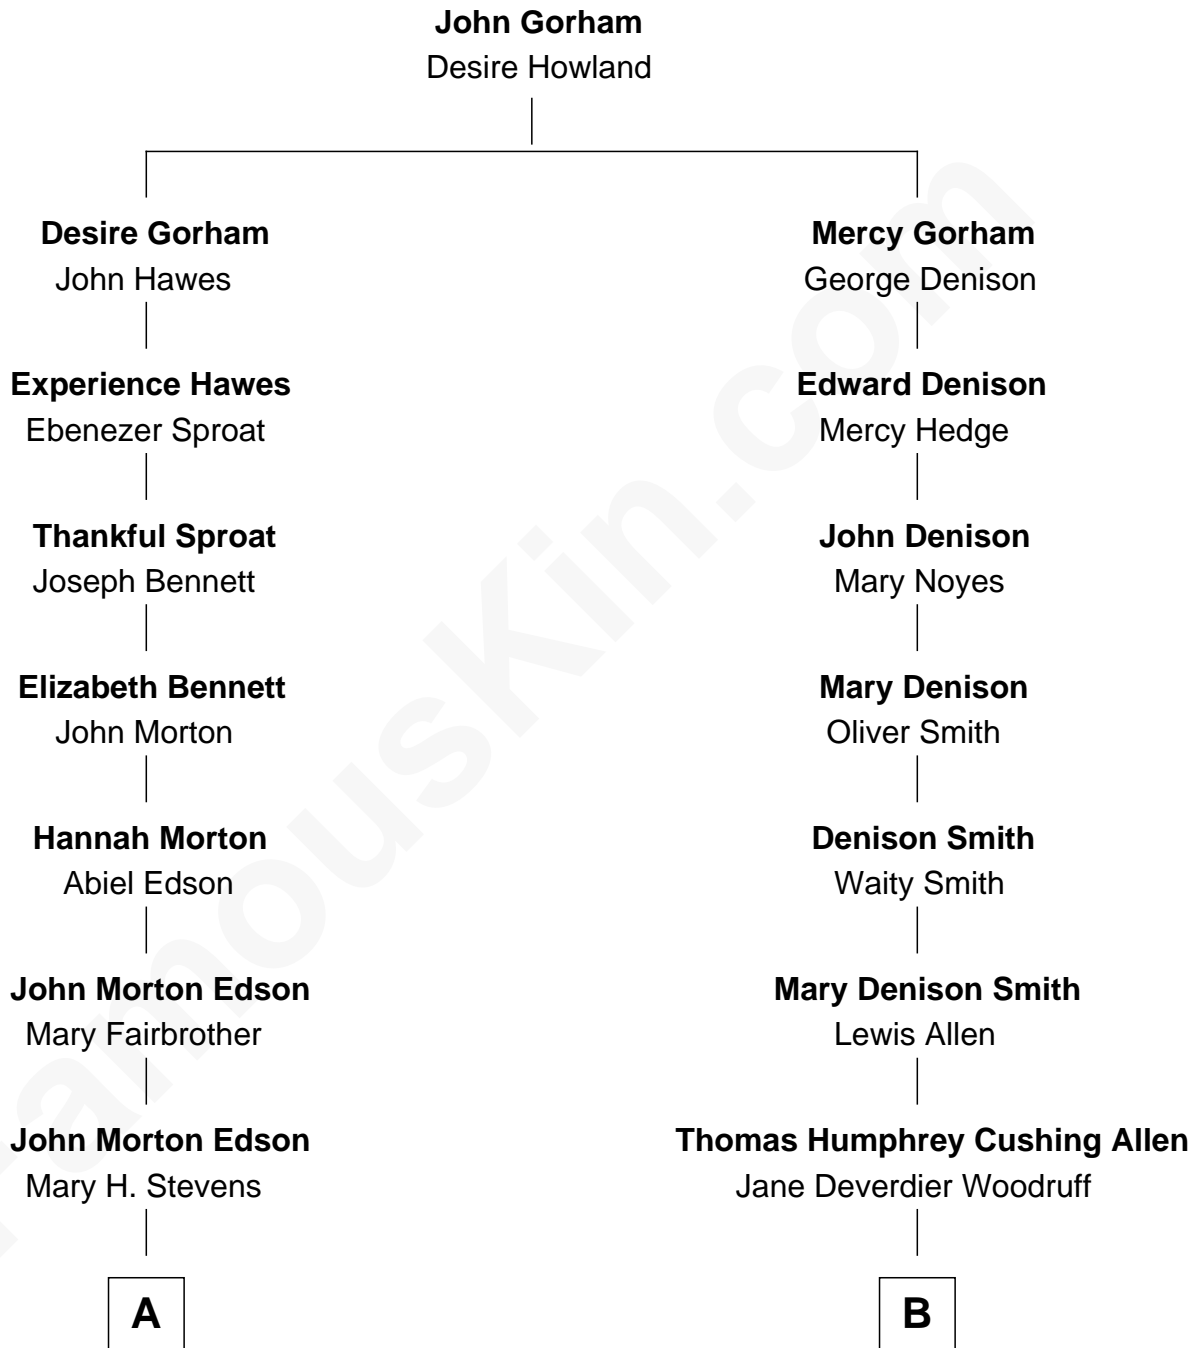 John Gorham
Desire Howland
Desire Gorham
John Hawes
Mercy Gorham
George Denison
Experience Hawes
Ebenezer Sproat
Edward Denison
Mercy Hedge
Thankful Sproat
Joseph Bennett
John Denison
Mary Noyes
Elizabeth Bennett
John Morton
Mary Denison
Oliver Smith
Hannah Morton
Abiel Edson
Denison Smith
Waity Smith
John Morton Edson
Mary Fairbrother
Mary Denison Smith
Lewis Allen
John Morton Edson
Mary H. Stevens
Thomas Humphrey Cushing Allen
Jane Deverdier Woodruff
A
B
FamousKin.com